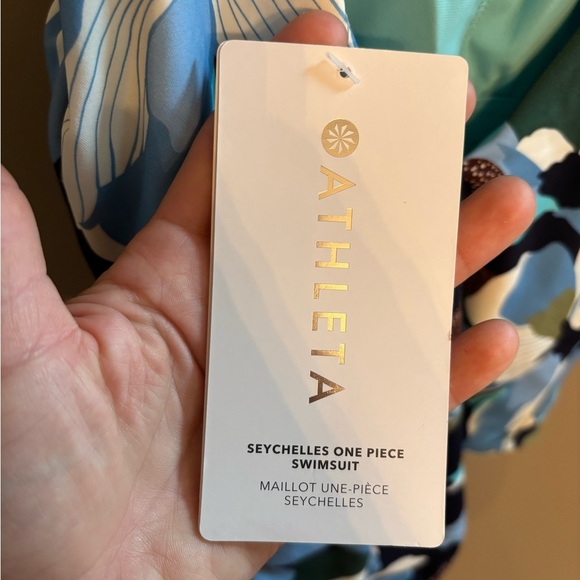 ATHLETA
SEYCHELLES ONE PIECE
SWIMSUIT
MAILLOT UNE-PIÈCE
SEYCHELLES